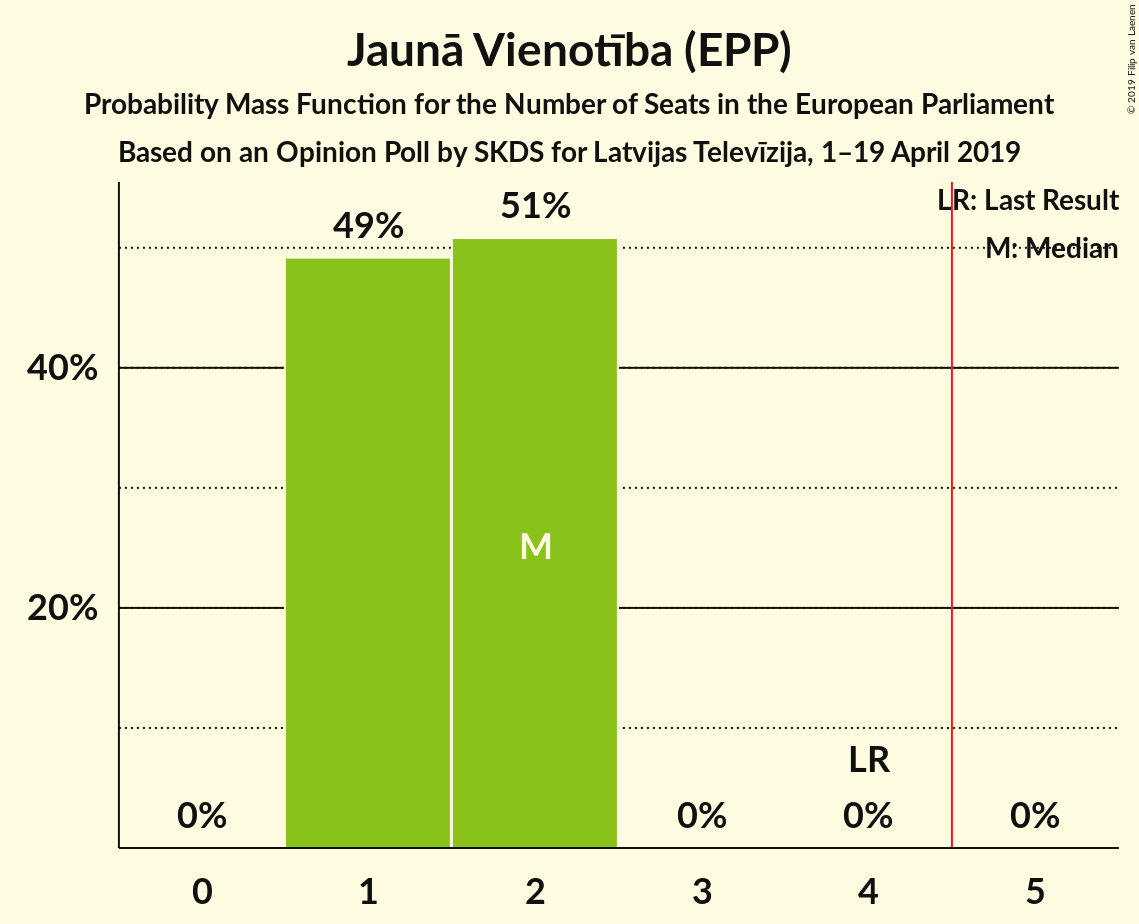 Jaunā Vienotība (EPP)
Probability Mass Function for the Number of Seats in the European Parliament
Based on an Opinion Poll by SKDS for Latvijas Televīzija, 1–19 April 2019
© 2019 Filip van Laenen
LR: Last Result
M: Median
49%
51%
40%
20%
M
LR
0%
0%
0%
0%
0
1
2
3
4
5